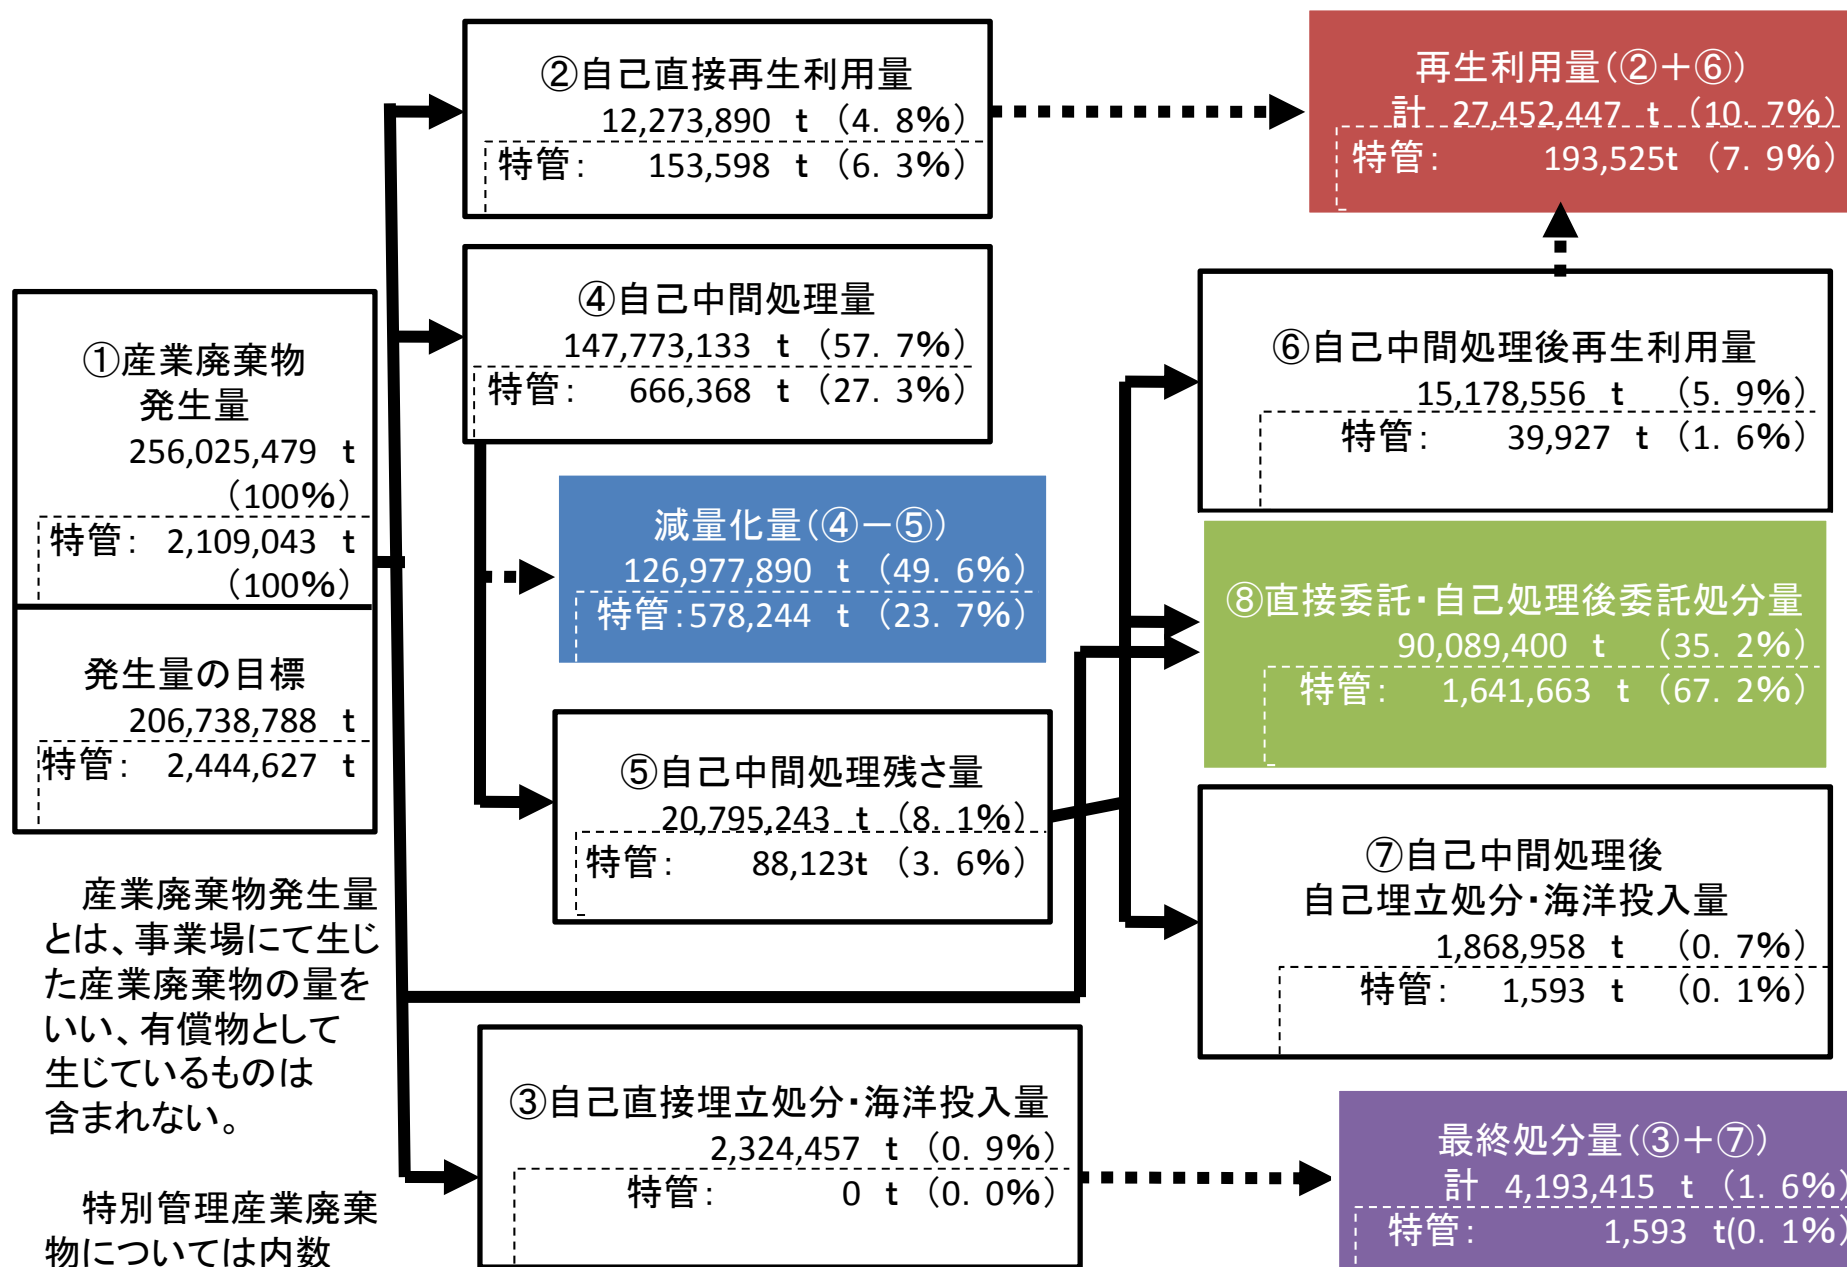 ①産業廃棄物
発生量
256,025,479 t
(100%)
特管: 2,109,043 t
(100%)
発生量の目標
206,738,788 t
特管: 2,444,627 t
産業廃棄物発生量
とは、事業場にて生じ
た産業廃棄物の量を
いい、有償物として
生じているものは
含まれない。
特別管理産業廃棄
物については内数
②自己直接再生利用量
12,273,890 t (4. 8%)
特管: 153,598 t (6. 3%)
④自己中間処理量
147,773,133 t (57. 7%)
特管: 666,368 t (27. 3%)
減量化量(④ー⑤)
126,977,890 t (49. 6%)
特管:578,244 t (23. 7%)
⑤自己中間処理残さ量
20,795,243 t (8. 1%)
特管: 88,123t (3. 6%)
③自己直接埋立処分・海洋投入量
2,324,457 t (0. 9%)
特管: 0 t (0. 0%)
再生利用量(②+⑥)
計 27,452,447 t (10. 7%)
特管: 193,525t (7. 9%)
⑥自己中間処理後再生利用量
15,178,556 t (5. 9%)
特管: 39,927 t (1. 6%)
⑧直接委託・自己処理後委託処分量
90,089,400 t (35. 2%)
特管: 1,641,663 t (67. 2%)
⑦自己中間処理後
自己埋立処分・海洋投入量
1,868,958 t (0. 7%)
特管: 1,593 t (0. 1%)
最終処分量(③+⑦)
計 4,193,415 t (1. 6%)
特管: 1,593 t(0. 1%)